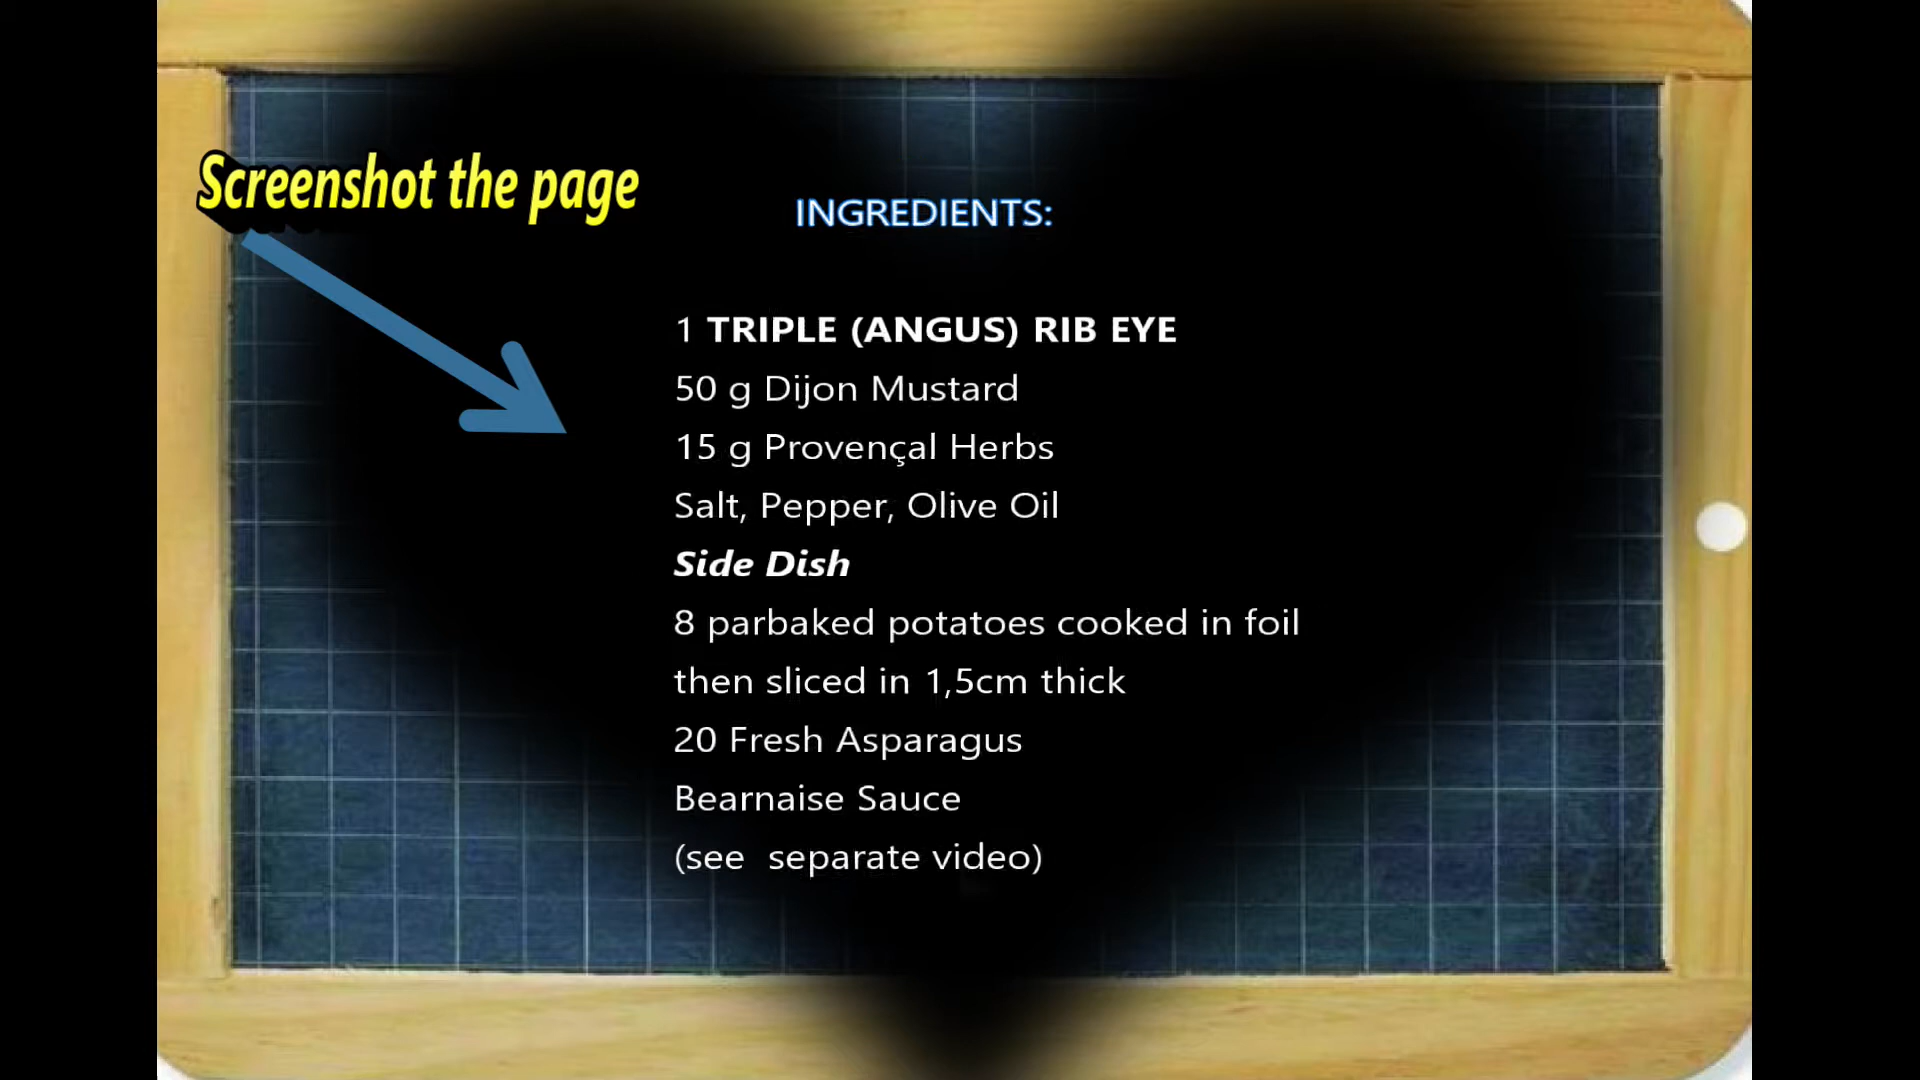 Screenshot the page
INGREDIENTS:
1 TRIPLE (ANGUS) RIB EYE
50 g Dijon Mustard
15 g Provençal Herbs
Salt, Pepper, Olive Oil
Side Dish
8 parbaked potatoes cooked in foil
then sliced in 1,5cm thick
20 Fresh Asparagus
Bearnaise Sauce
(see  separate video)